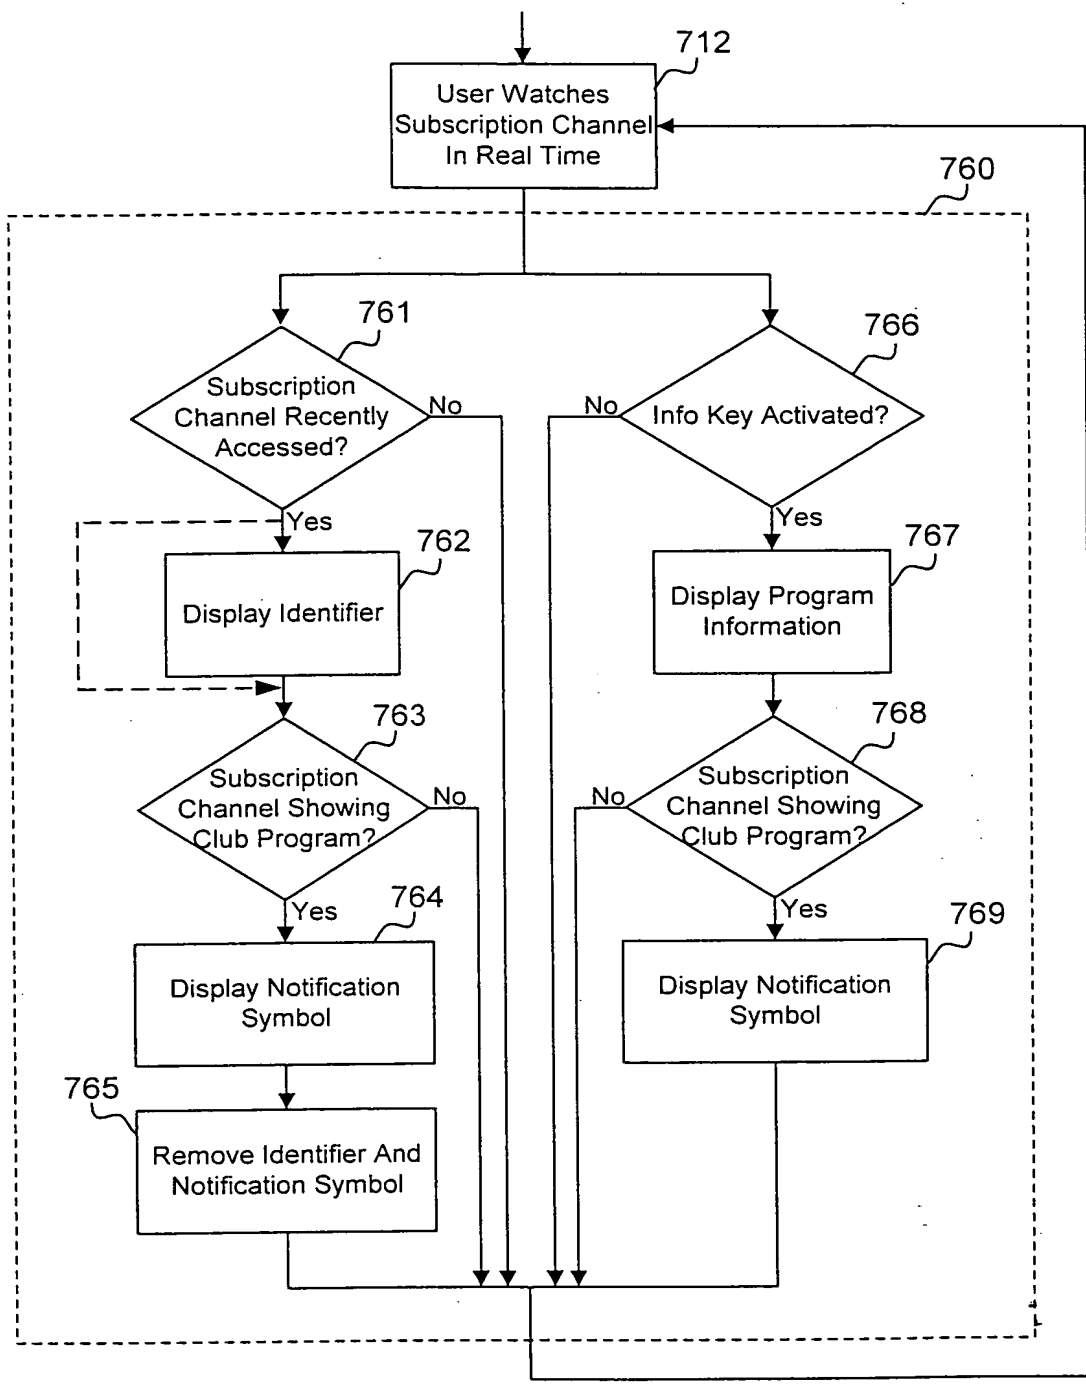 712
User Watches
Subscription Channel
In Real Time
760
761
Subscription
Channel Recently
Accessed?
No
Yes
762
Display Identifier
763
Subscription
Channel Showing
Club Program?
No
Yes
764
Display Notification
Symbol
765
Remove Identifier And
Notification Symbol
766
Info Key Activated?
No
Yes
767
Display Program
Information
768
Subscription
Channel Showing
Club Program?
No
Yes
769
Display Notification
Symbol